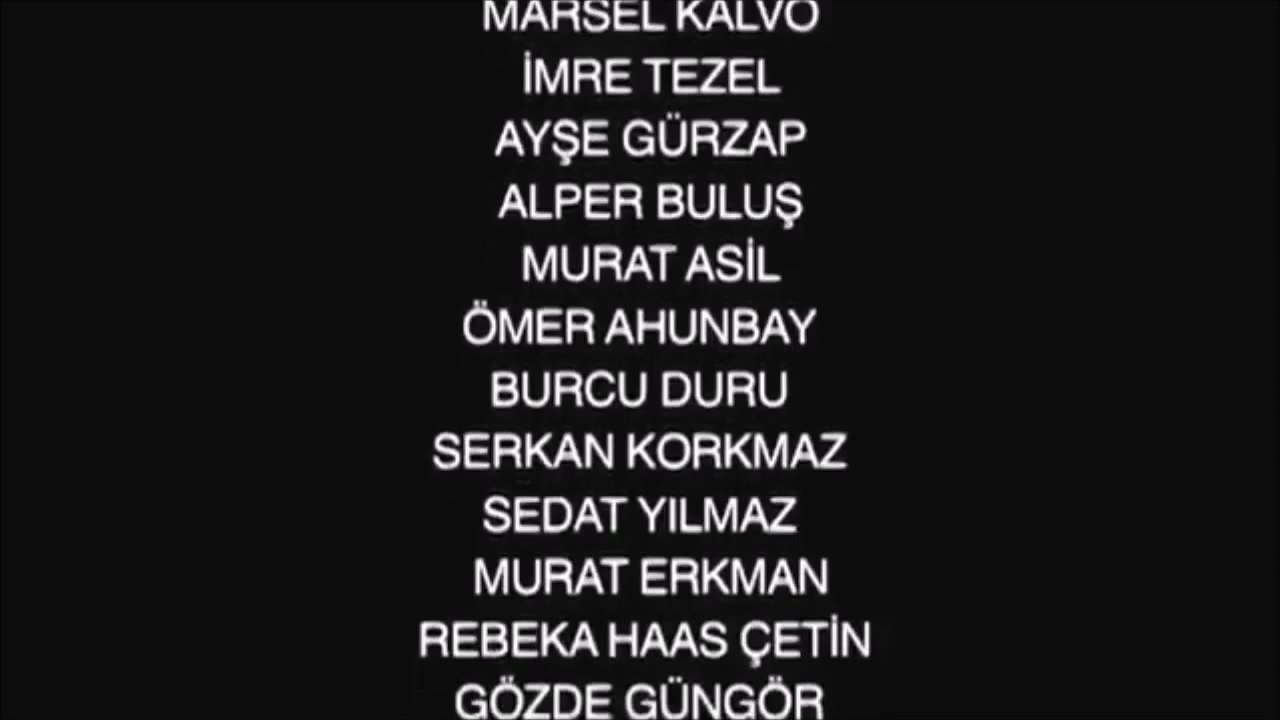 MARSEL KALVO
İMRE TEZEL
AYŞE GÜRZAP
ALPER BULUŞ
MURAT ASİL
ÖMER AHUNBAY
BURCU DURU
SERKAN KORKMAZ
SEDAT YILMAZ
MURAT ERKMAN
REBEKA HAAS ÇETİN
GÖZDE GÜNGÖR